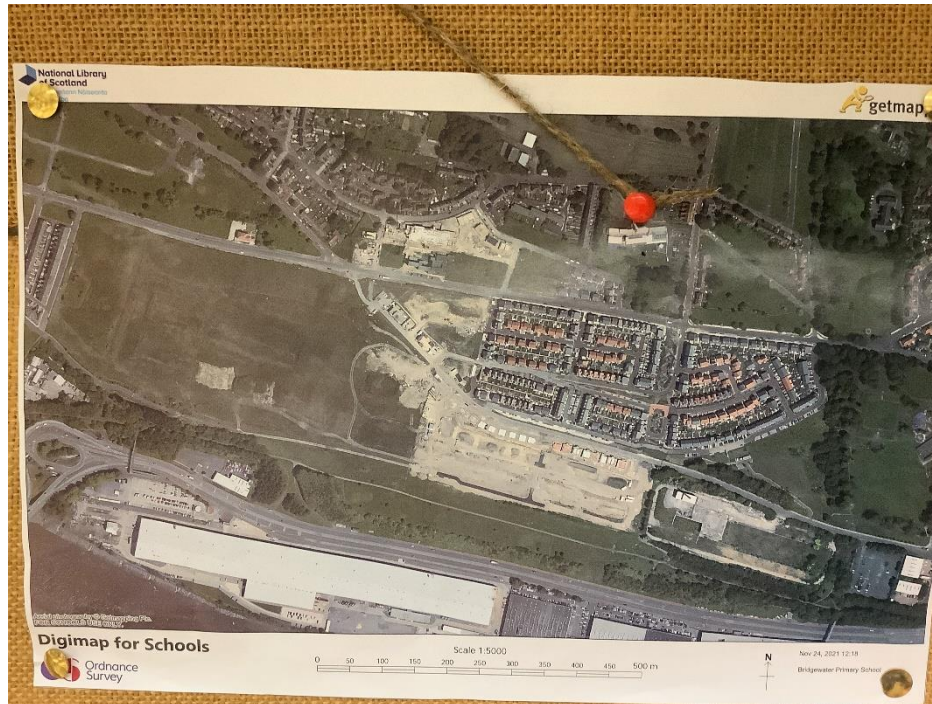 National Library
of Scotland
getmap
Digimap for Schools
Ordnance
Survey
Scale 1:5000
0 50 100 150 200 250 300 350 400 450 500 m
N
Nov 24, 2021 12:18
Bridgewater Primary School